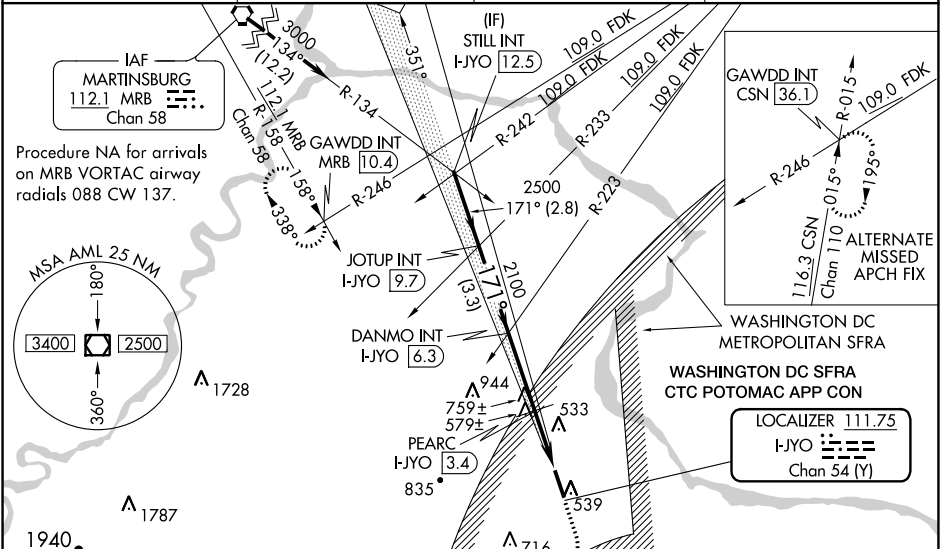 IAF
MARTINSBURG
112.1 MRB
Chan 58
Procedure NA for arrivals
on MRB VORTAC airway
radials 088 CW 137.
3000
134°
(12.2)
R-134
112.1 MRB
R-158
Chan 58
158°
338°
GAWDD INT
MRB 10.4
R-246
351°
(IF)
STILL INT
I-JYO 12.5
109.0 FDK
109.0 FDK
109.0 FDK
109.0 FDK
R-242
R-233
R-223
2500
171° (2.8)
JOTUP INT
I-JYO 9.7
171°
2100
(3.3)
DANMO INT
I-JYO 6.3
944
759±
579±
533
PEARC
I-JYO 3.4
835
539
716
MSA AML 25 NM
180°
3400
2500
360°
1728
1787
1940
GAWDD INT
CSN 36.1
R-015
109.0 FDK
R-246
015°
195°
116.3 CSN
Chan 110
ALTERNATE
MISSED
APCH FIX
WASHINGTON DC
METROPOLITAN SFRA
WASHINGTON DC SFRA
CTC POTOMAC APP CON
LOCALIZER 111.75
I-JYO
Chan 54 (Y)